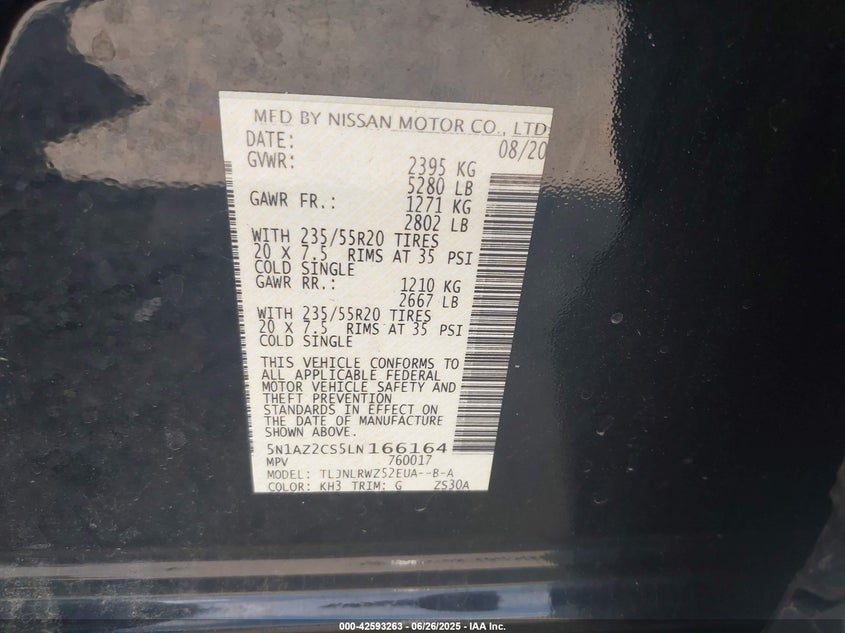 MFD BY NISSAN MOTOR CO., LTD
DATE: 08/20
GVWR: 2395 KG
5280 LB
GAWR FR.: 1271 KG
2802 LB
WITH 235/55R20 TIRES
20 X 7.5 RIMS AT 35 PSI
COLD SINGLE
GAWR RR.: 1210 KG
2667 LB
WITH 235/55R20 TIRES
20 X 7.5 RIMS AT 35 PSI
COLD SINGLE
THIS VEHICLE CONFORMS TO
ALL APPLICABLE FEDERAL
MOTOR VEHICLE SAFETY AND
THEFT PREVENTION
STANDARDS IN EFFECT ON
THE DATE OF MANUFACTURE
SHOWN ABOVE.
5N1AZ2CS5LN166164
MPV 760017
MODEL: TLJNLRWZ52EUA--B-A
COLOR: KH3 TRIM: G ZS30A
000-42593263 - 06/26/2025 - IAA Inc.